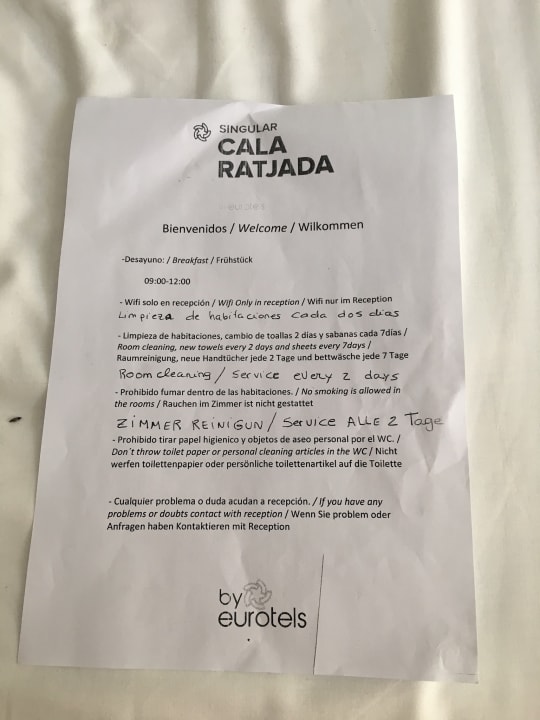 SINGULAR
CALA
RATJADA
eurotels
Bienvenidos / Welcome / Wilkommen
-Desayuno: / Breakfast / Frühstück
09:00-12:00
- Wifi solo en recepción / Wifi Only in reception / Wifi nur im Reception
Limpieza de habitaciones cada dos dias
- Limpieza de habitaciones, cambio de toallas 2 días y sabanas cada 7días /
Room cleaning, new towels every 2 days and sheets every 7days /
Raumreinigung, neue Handtücher jede 2 Tage und bettwäsche jede 7 Tage
Room cleaning / Service every 2 days
- Prohibido fumar dentro de las habitaciones. / No smoking is allowed in
the rooms / Rauchen im Zimmer ist nicht gestattet
ZIMMER REINIGUN / Service ALLE 2 Tage
- Prohibido tirar papel higienico y objetos de aseo personal por el WC. /
Don´t throw toilet paper or personal cleaning articles in the WC / Nicht
werfen toilettenpapier oder persönliche toilettenartikel auf die Toilette
- Cualquier problema o duda acudan a recepción. / If you have any
problems or doubts contact with reception / Wenn Sie problem oder
Anfragen haben Kontaktieren mit Reception
by
eurotels